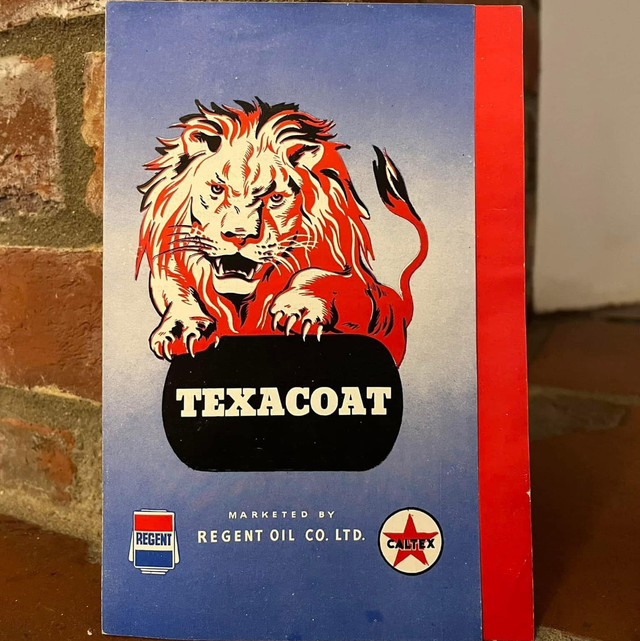 TEXACOAT
MARKETED BY
REGENT OIL CO. LTD.
REGENT
CALTEX